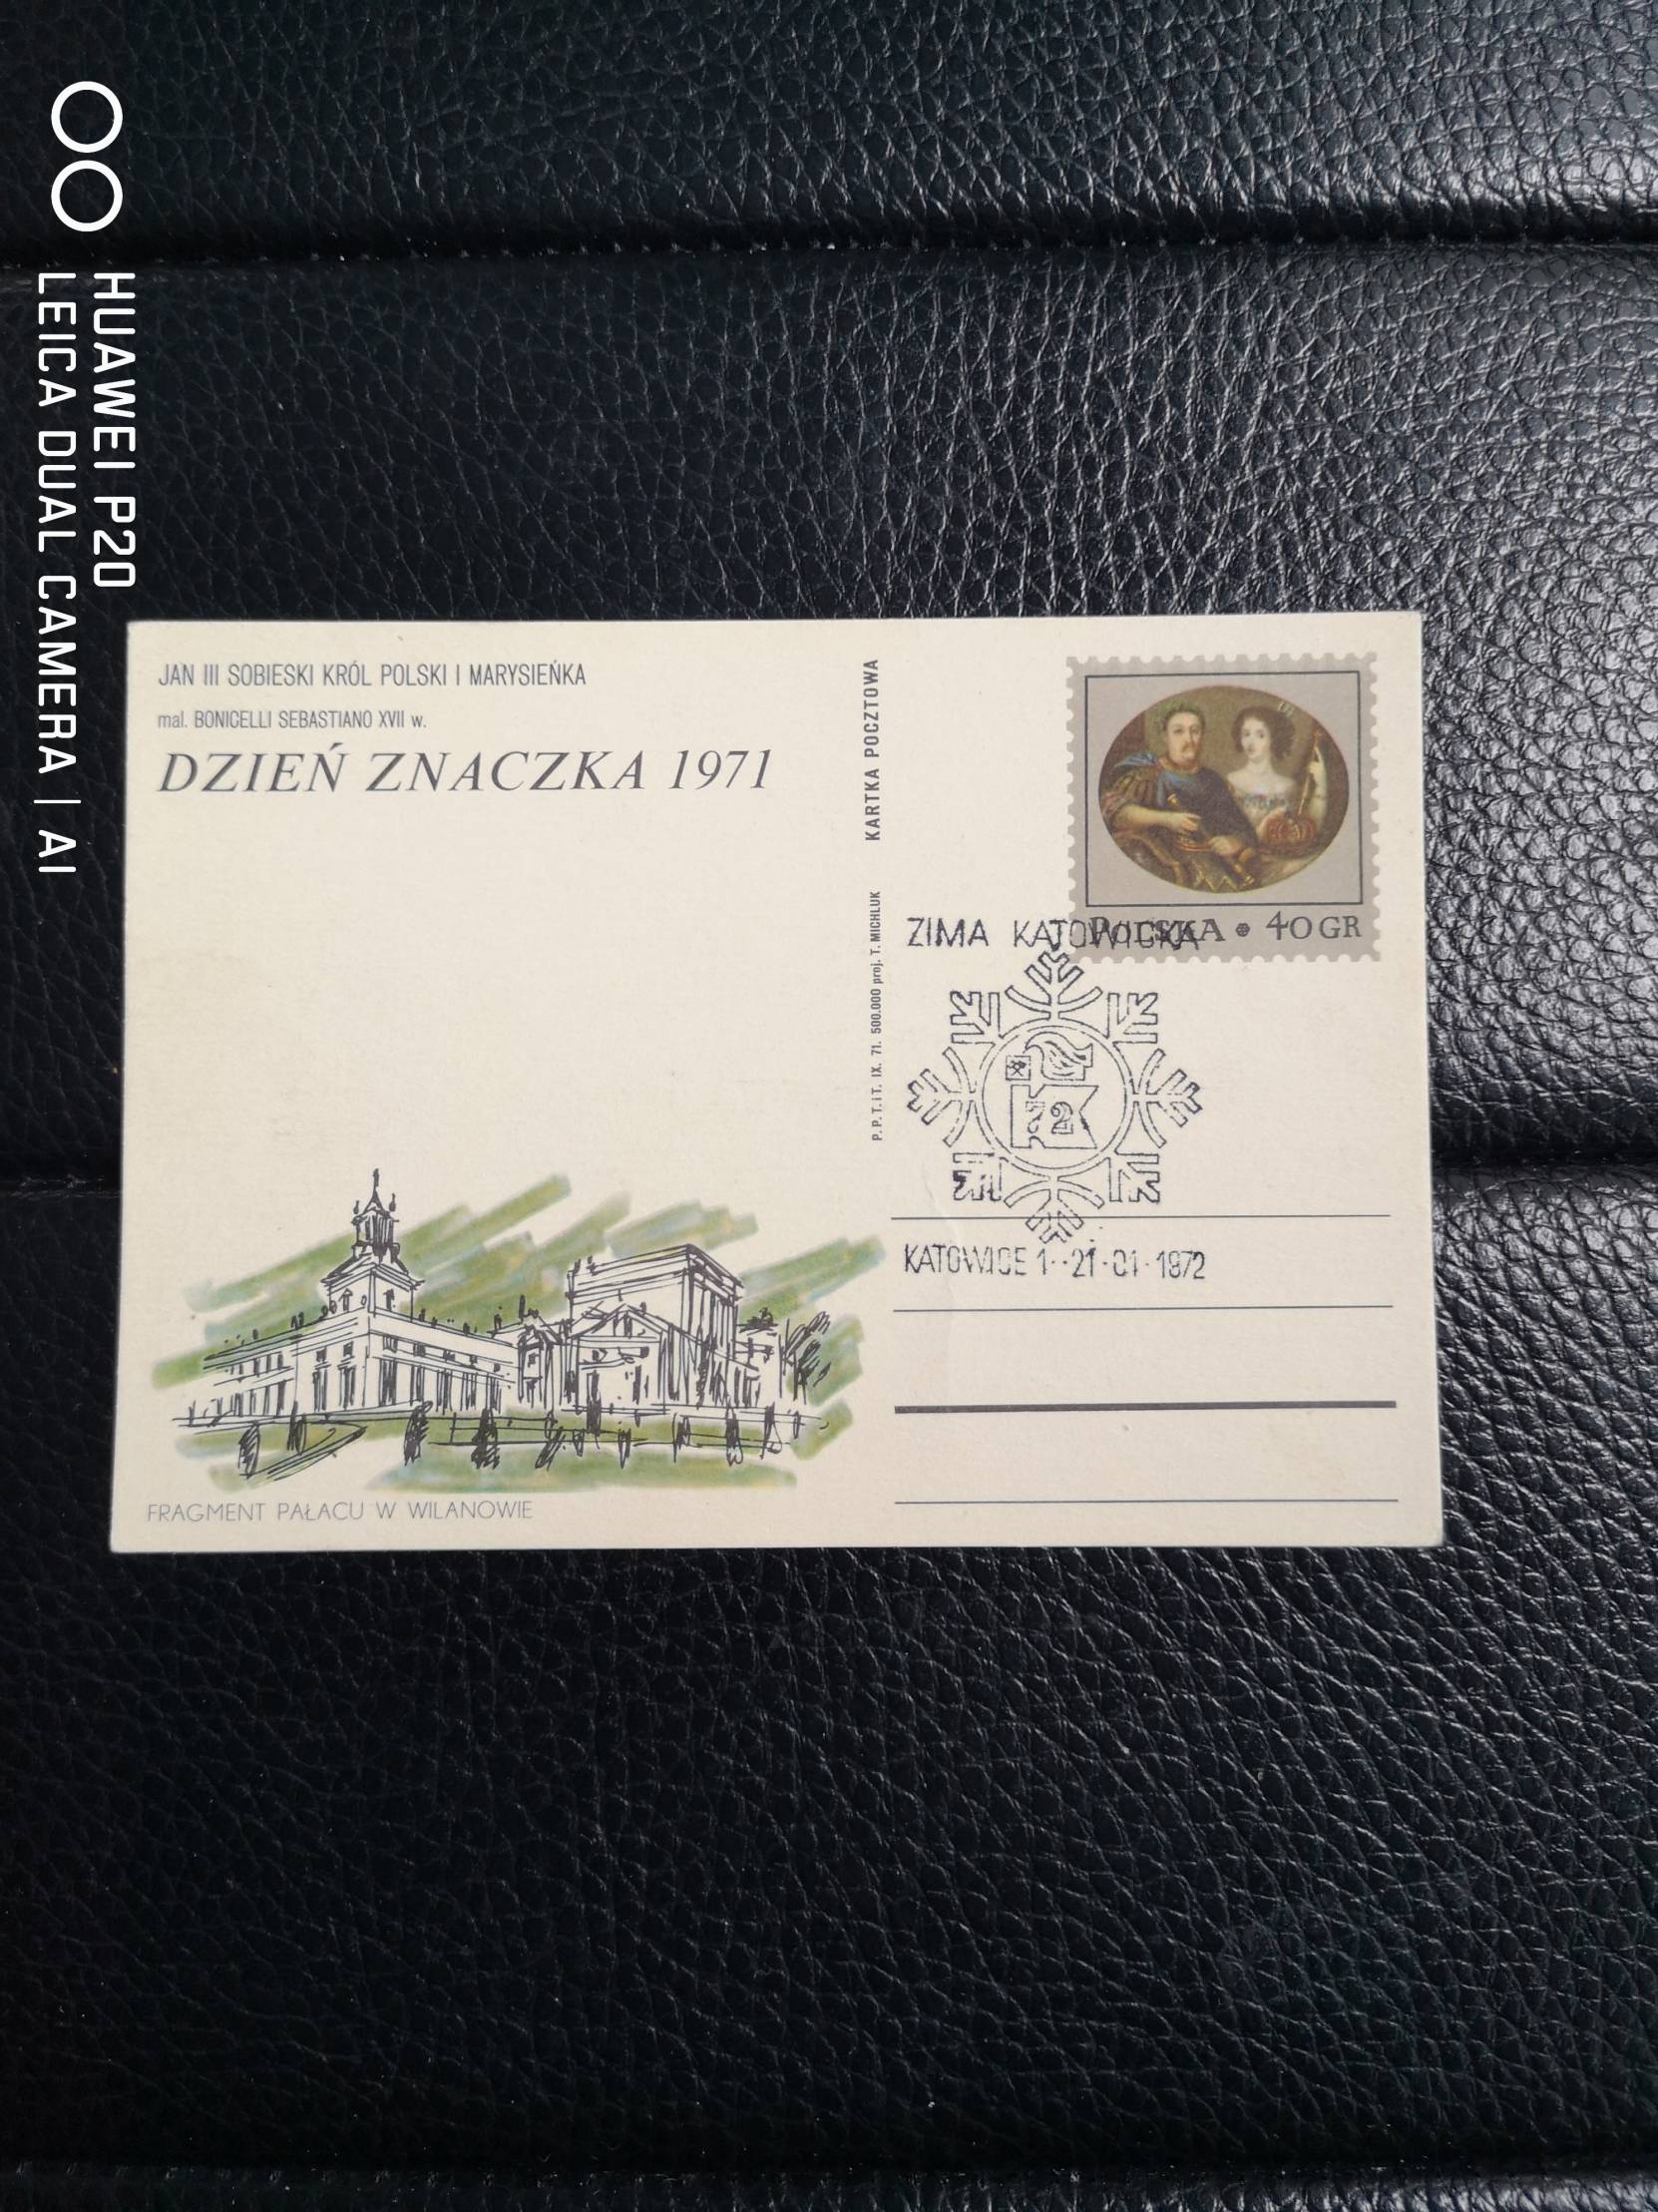 JAN III SOBIESKI KRÓL POLSKI I MARYSIEŃKA
mal. BONICELLI SEBASTIANO XVII w.
DZIEŃ ZNACZKA 1971
FRAGMENT PAŁACU W WILANOWIE
KARTKA POCZTOWA
P.P.T.iT. IX. 71. 500.000 proj. T. MICHLUK
POLSKA • 40 GR
ZIMA KATOWICKA
72
KATOWICE 1 · 21 · 01 · 1972
HUAWEI P20
LEICA DUAL CAMERA | AI